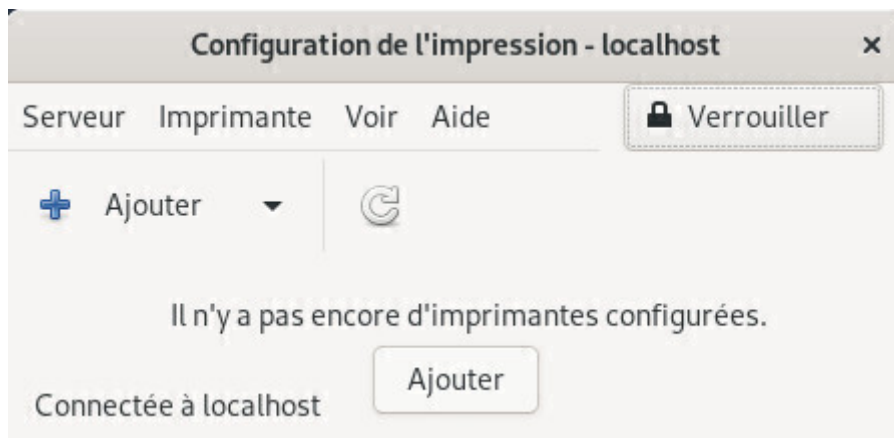 Configuration de l'impression - localhost ×
Serveur Imprimante Voir Aide Verrouiller
Ajouter
Il n'y a pas encore d'imprimantes configurées.
Ajouter
Connectée à localhost